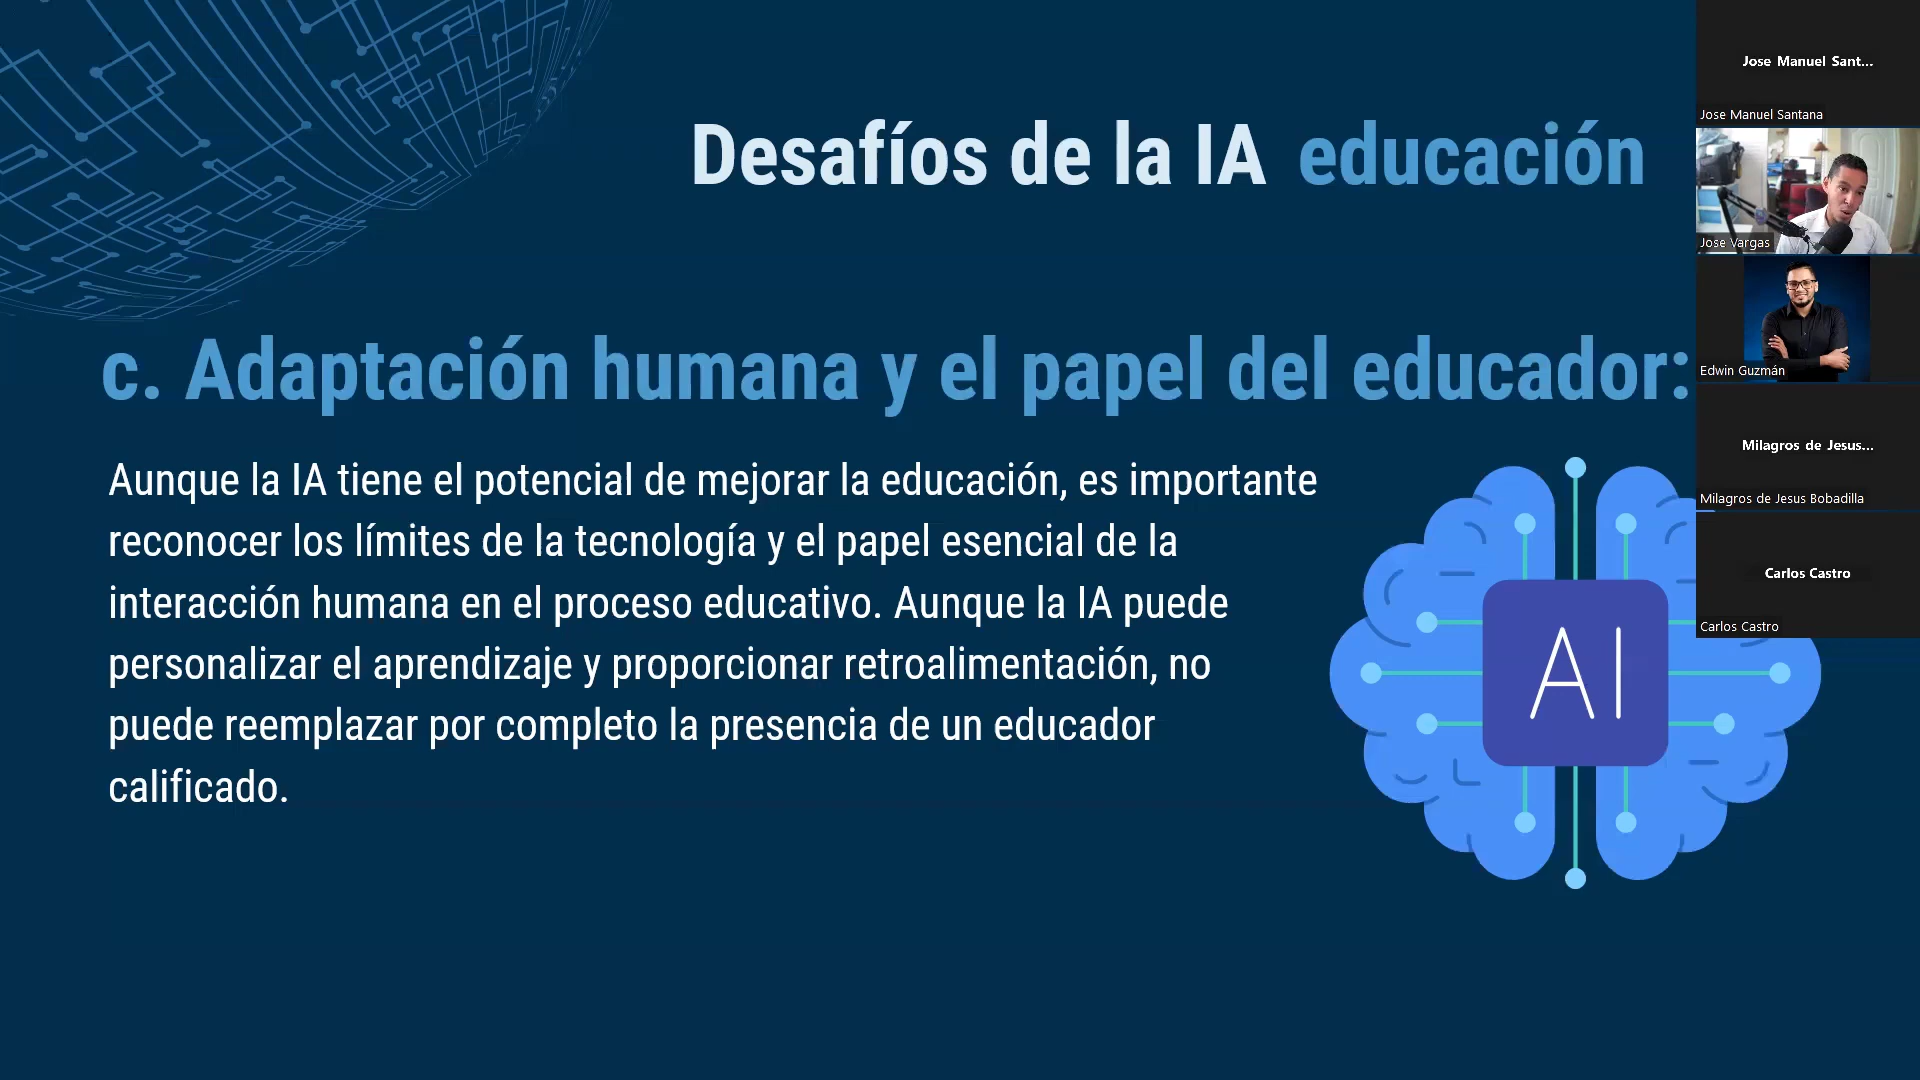 Desafíos de la IA educación
c. Adaptación humana y el papel del educador:
Aunque la IA tiene el potencial de mejorar la educación, es importante
reconocer los límites de la tecnología y el papel esencial de la
interacción humana en el proceso educativo. Aunque la IA puede
personalizar el aprendizaje y proporcionar retroalimentación, no
puede reemplazar por completo la presencia de un educador
calificado.
AI
Jose Manuel Sant...
Jose Manuel Santana
Jose Vargas
Edwin Guzmán
Milagros de Jesus...
Milagros de Jesus Bobadilla
Carlos Castro
Carlos Castro